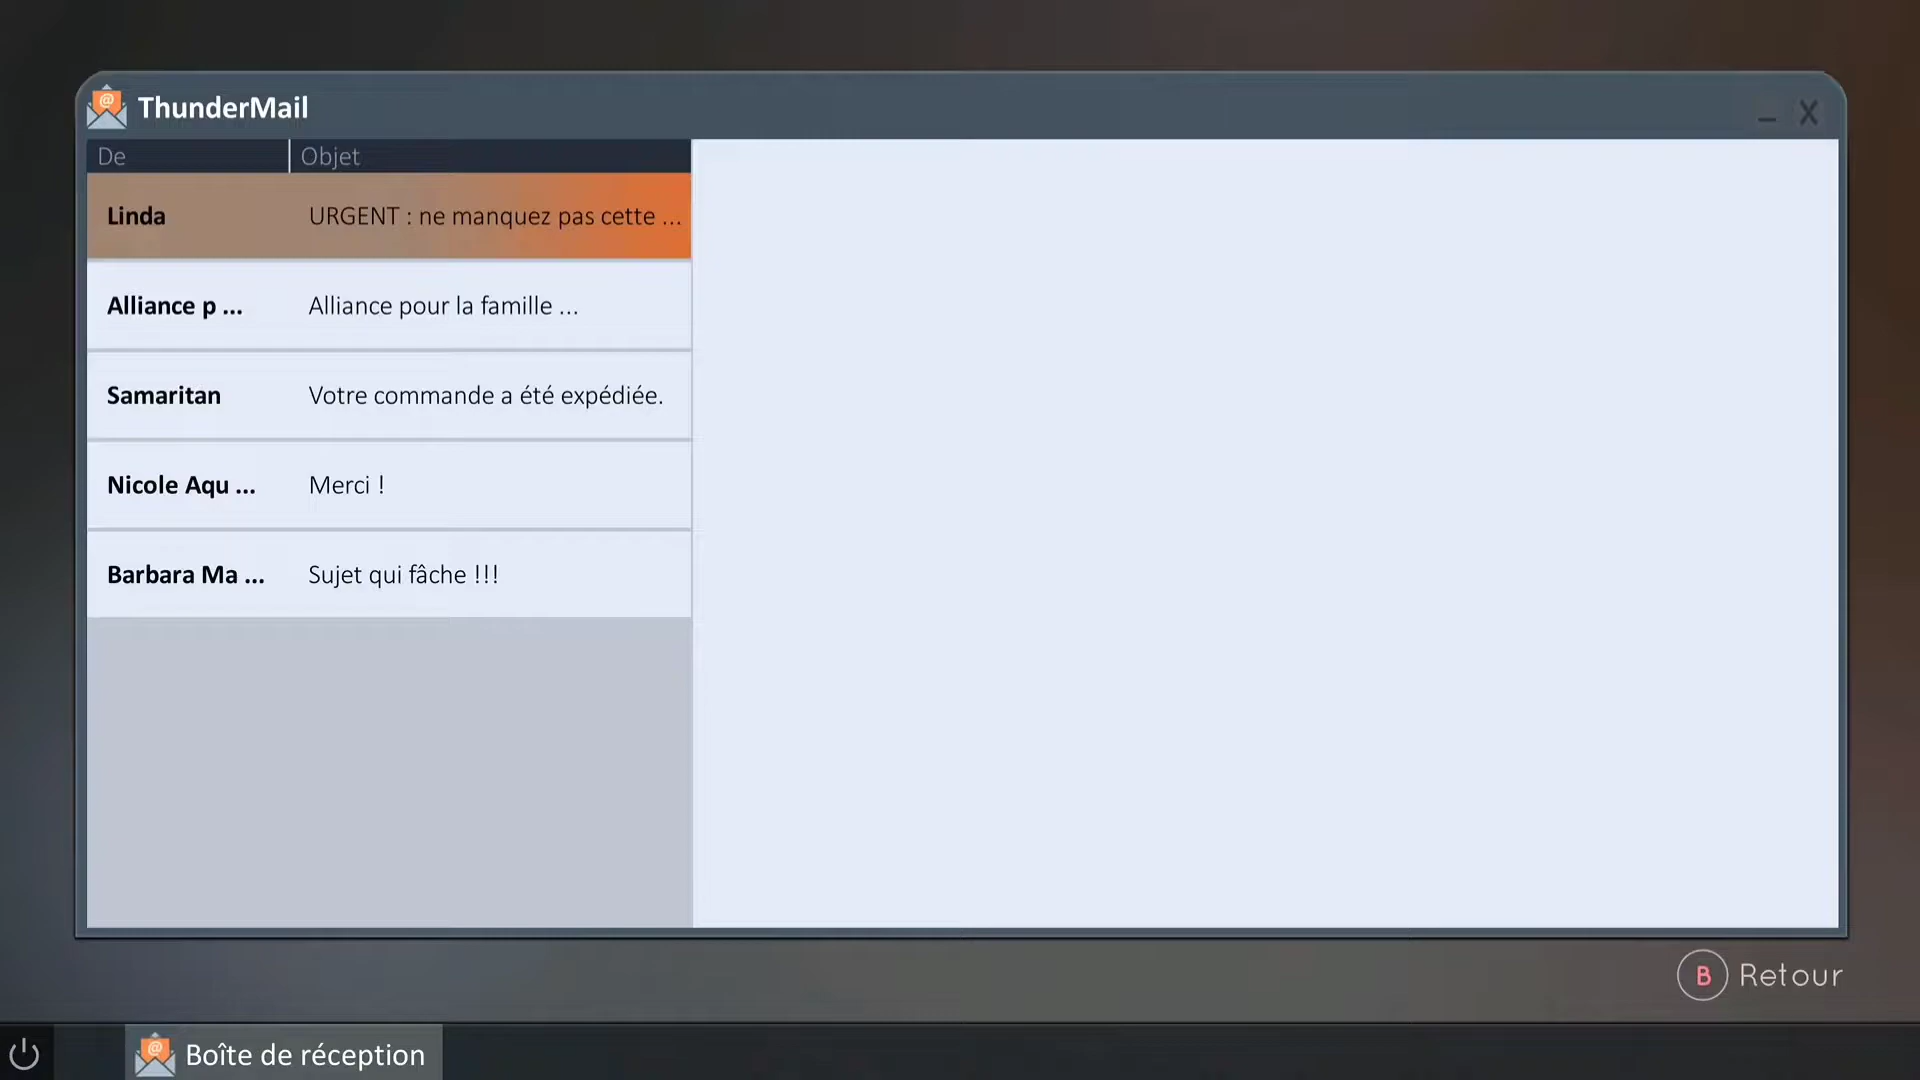 ThunderMail
De Objet
Linda URGENT : ne manquez pas cette ...
Alliance p ... Alliance pour la famille ...
Samaritan Votre commande a été expédiée.
Nicole Aqu ... Merci !
Barbara Ma ... Sujet qui fâche !!!
B Retour
Boîte de réception